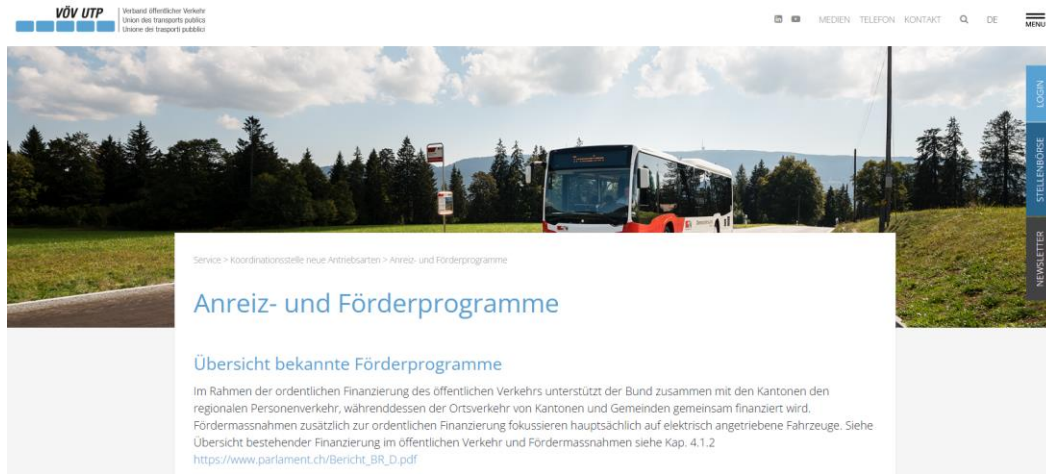 VÖV UTP
Verband öffentlicher Verkehr
Union des transports publics
Unione dei trasporti pubblici
MEDIEN TELEFON KONTAKT DE
MENU
LOGIN
STELLENBÖRSE
NEWSLETTER
Service > Koordinationsstelle neue Antriebsarten > Anreiz- und Förderprogramme
Anreiz- und Förderprogramme
Übersicht bekannte Förderprogramme
Im Rahmen der ordentlichen Finanzierung des öffentlichen Verkehrs unterstützt der Bund zusammen mit den Kantonen den
regionalen Personenverkehr, währenddessen der Ortsverkehr von Kantonen und Gemeinden gemeinsam finanziert wird.
Fördermassnahmen zusätzlich zur ordentlichen Finanzierung fokussieren hauptsächlich auf elektrisch angetriebene Fahrzeuge. Siehe
Übersicht bestehender Finanzierung im öffentlichen Verkehr und Fördermassnahmen siehe Kap. 4.1.2
https://www.parlament.ch/Bericht_BR_D.pdf